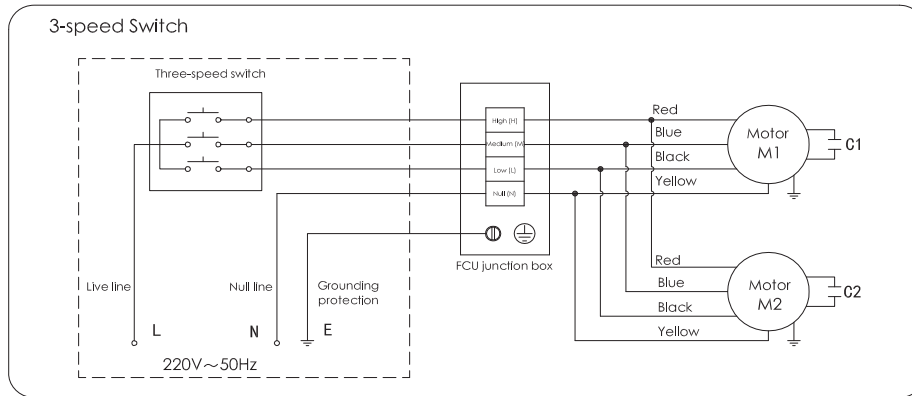 3-speed Switch
Three-speed switch
High (H)
Medium (M)
Low (L)
Null (N)
FCU junction box
Red
Blue
Black
Yellow
Motor
M1
C1
Red
Blue
Black
Yellow
Motor
M2
C2
Live line
Null line
Grounding
protection
L
N
E
220V～50Hz